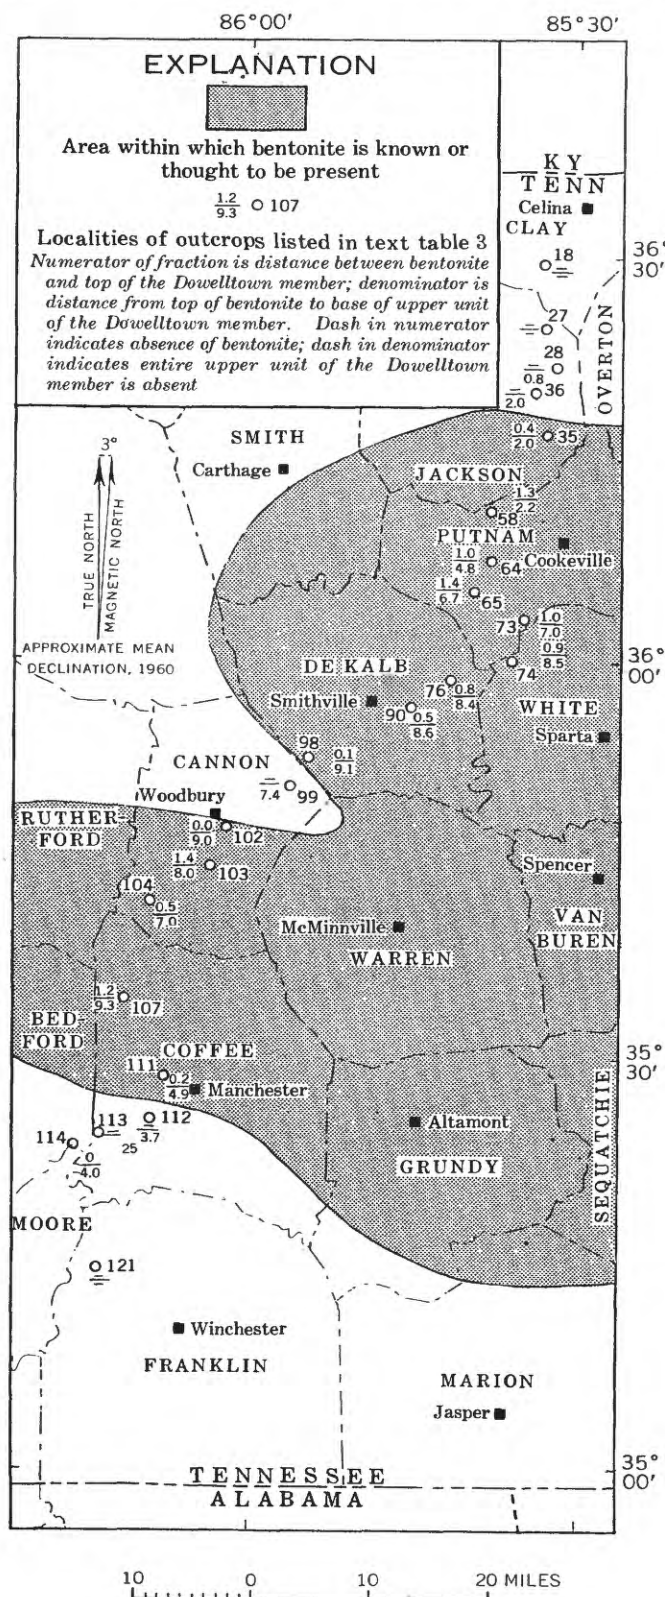 86°00′ 85°30′
EXPLANATION
Area within which bentonite is known or
thought to be present
1.2
9.3
107
Localities of outcrops listed in text table 3
Numerator of fraction is distance between bentonite
and top of the Dowelltown member; denominator is
distance from top of bentonite to base of upper unit
of the Dowelltown member. Dash in numerator
indicates absence of bentonite; dash in denominator
indicates entire upper unit of the Dowelltown
member is absent
KY
TENN
Celina
CLAY
18
36°
30′
27
28
0.8
36
2.0
OVERTON
SMITH
Carthage
0.4
2.0
35
JACKSON
1.3
2.2
58
PUTNAM
Cookeville
1.0
4.8
64
1.4
6.7
65
3°
TRUE NORTH
MAGNETIC NORTH
APPROXIMATE MEAN
DECLINATION, 1960
73
1.0
7.0
0.9
8.5
74
36°
00′
DE KALB
Smithville
76
0.8
8.4
90
0.5
8.6
WHITE
Sparta
98
0.1
9.1
CANNON
7.4
99
Woodbury
RUTHER-
FORD
0.0
9.0
102
1.4
8.0
103
104
0.5
7.0
Spencer
VAN
BUREN
McMinnville
WARREN
1.2
9.3
107
BED-
FORD
COFFEE
111
0.2
4.9
Manchester
35°
30′
SEQUATCHIE
113
25
112
3.7
114
0
4.0
Altamont
GRUNDY
MOORE
121
Winchester
FRANKLIN
MARION
Jasper
35°
00′
TENNESSEE
ALABAMA
10 0 10 20 MILES